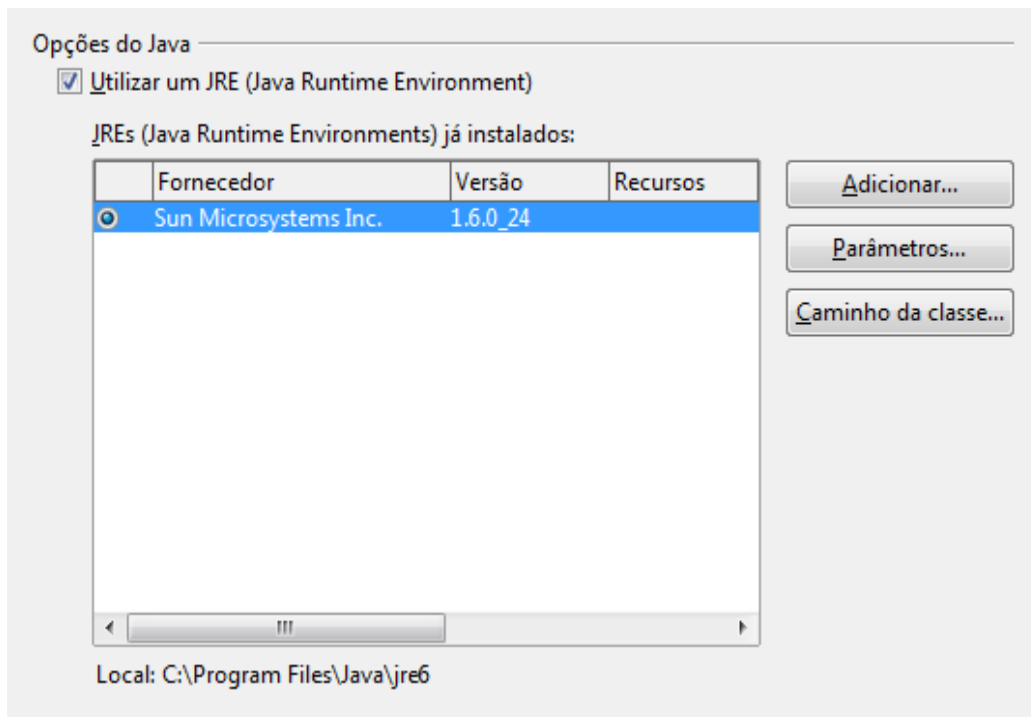 Opções do Java
Utilizar um JRE (Java Runtime Environment)
JREs (Java Runtime Environments) já instalados:
Fornecedor Versão Recursos
Sun Microsystems Inc. 1.6.0_24
Adicionar...
Parâmetros...
Caminho da classe...
Local: C:\Program Files\Java\jre6